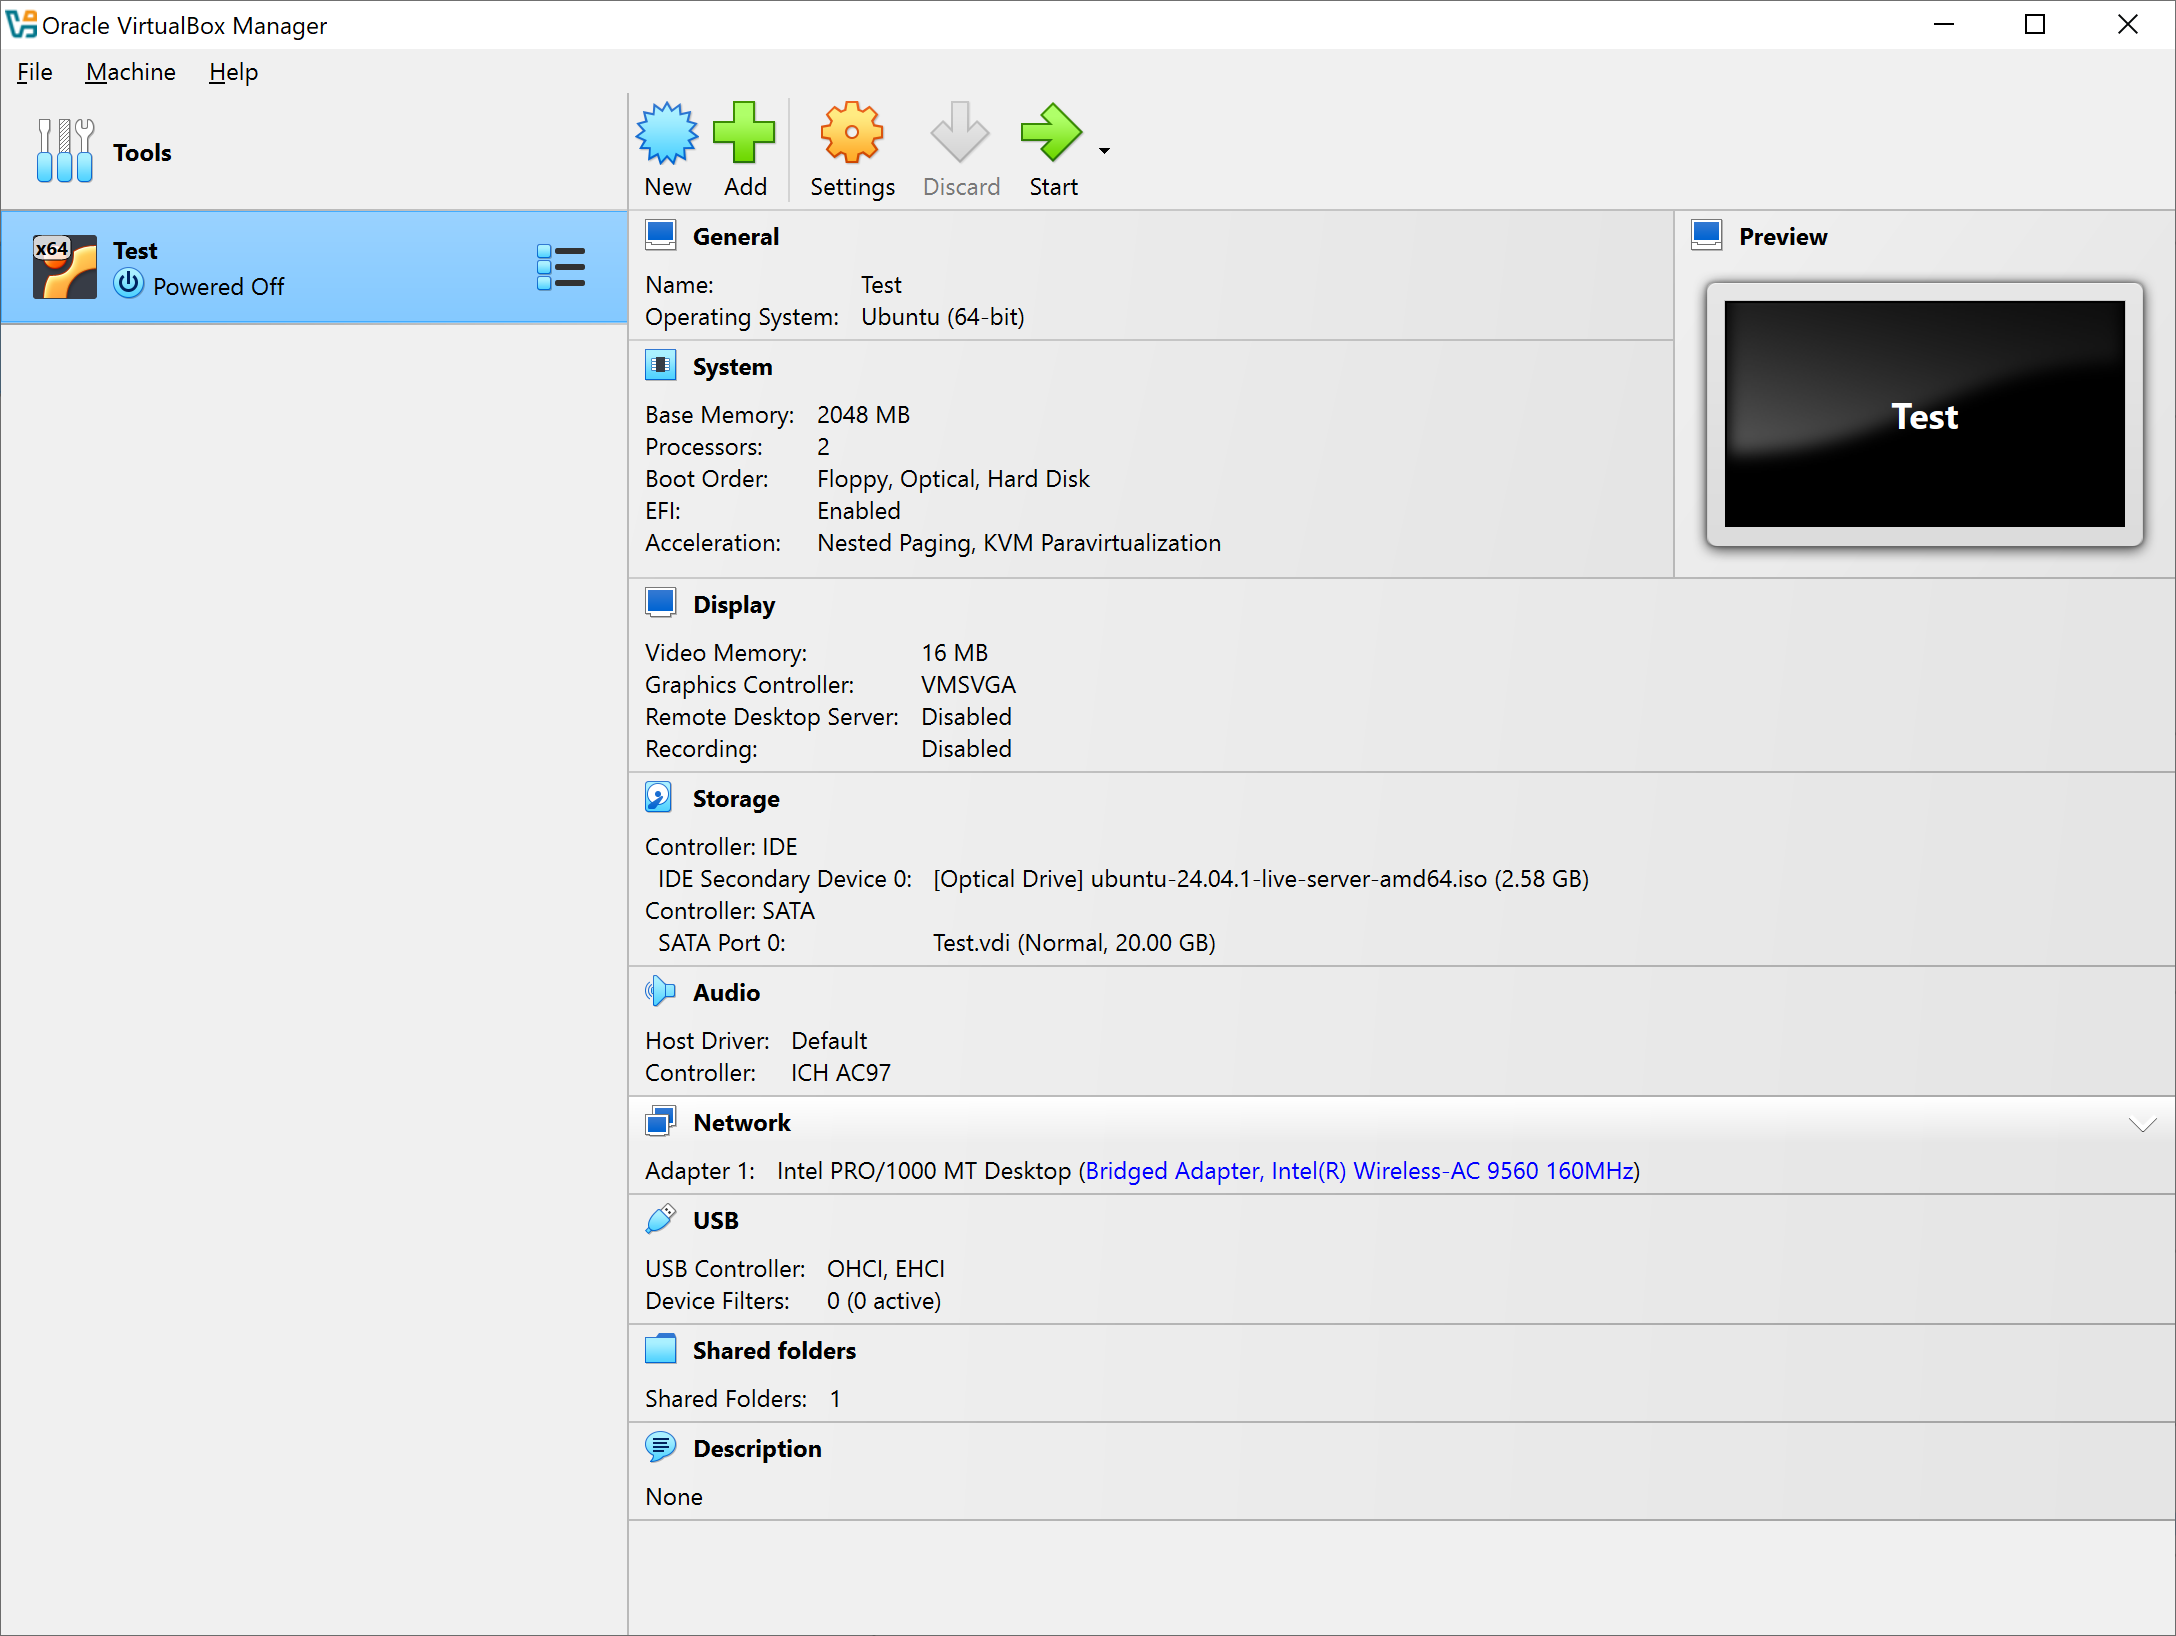 Oracle VirtualBox Manager
File Machine Help
Tools
New Add Settings Discard Start
x64
Test
Powered Off
General
Name: Test
Operating System: Ubuntu (64-bit)
Preview
Test
System
Base Memory: 2048 MB
Processors: 2
Boot Order: Floppy, Optical, Hard Disk
EFI: Enabled
Acceleration: Nested Paging, KVM Paravirtualization
Display
Video Memory: 16 MB
Graphics Controller: VMSVGA
Remote Desktop Server: Disabled
Recording: Disabled
Storage
Controller: IDE
IDE Secondary Device 0: [Optical Drive] ubuntu-24.04.1-live-server-amd64.iso (2.58 GB)
Controller: SATA
SATA Port 0: Test.vdi (Normal, 20.00 GB)
Audio
Host Driver: Default
Controller: ICH AC97
Network
Adapter 1: Intel PRO/1000 MT Desktop (Bridged Adapter, Intel(R) Wireless-AC 9560 160MHz)
USB
USB Controller: OHCI, EHCI
Device Filters: 0 (0 active)
Shared folders
Shared Folders: 1
Description
None